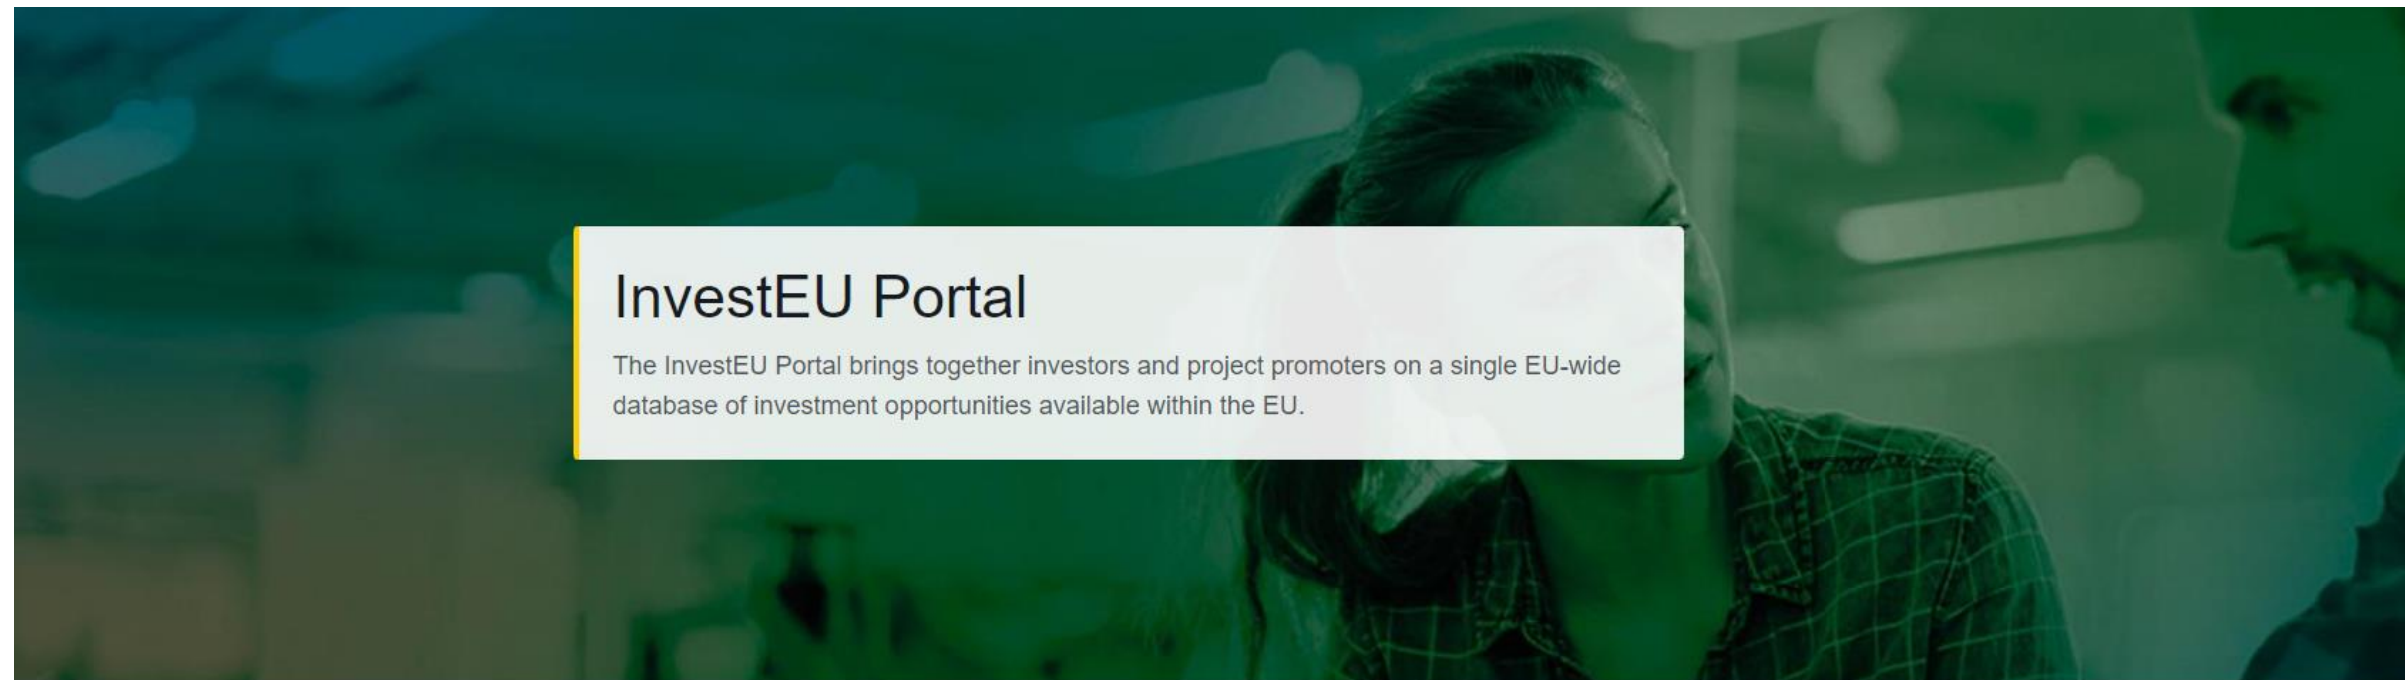 InvestEU Portal
The InvestEU Portal brings together investors and project promoters on a single EU-wide
database of investment opportunities available within the EU.